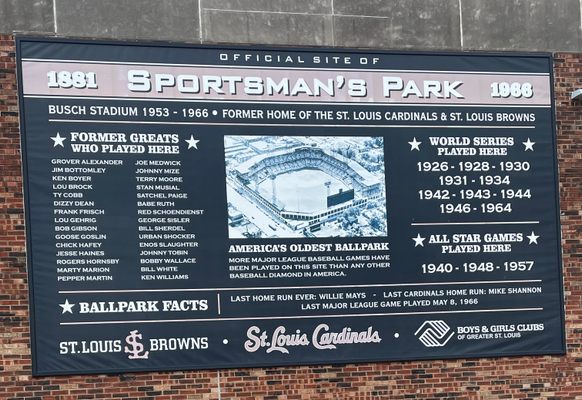 OFFICIAL SITE OF
1881 SPORTSMAN'S PARK 1966
BUSCH STADIUM 1953 - 1966 • FORMER HOME OF THE ST. LOUIS CARDINALS & ST. LOUIS BROWNS
★ FORMER GREATS ★
WHO PLAYED HERE
GROVER ALEXANDER
JIM BOTTOMLEY
KEN BOYER
LOU BROCK
TY COBB
DIZZY DEAN
FRANK FRISCH
LOU GEHRIG
BOB GIBSON
GOOSE GOSLIN
CHICK HAFEY
JESSE HAINES
ROGERS HORNSBY
MARTY MARION
PEPPER MARTIN
JOE MEDWICK
JOHNNY MIZE
TERRY MOORE
STAN MUSIAL
SATCHEL PAIGE
BABE RUTH
RED SCHOENDIENST
GEORGE SISLER
BILL SHERDEL
URBAN SHOCKER
ENOS SLAUGHTER
JOHNNY TOBIN
BOBBY WALLACE
BILL WHITE
KEN WILLIAMS
AMERICA'S OLDEST BALLPARK
MORE MAJOR LEAGUE BASEBALL GAMES HAVE
BEEN PLAYED ON THIS SITE THAN ANY OTHER
BASEBALL DIAMOND IN AMERICA.
★ WORLD SERIES ★
PLAYED HERE
1926 - 1928 - 1930
1931 - 1934
1942 - 1943 - 1944
1946 - 1964
★ ALL STAR GAMES ★
PLAYED HERE
1940 - 1948 - 1957
★ BALLPARK FACTS
LAST HOME RUN EVER: WILLIE MAYS - LAST CARDINALS HOME RUN: MIKE SHANNON
LAST MAJOR LEAGUE GAME PLAYED MAY 8, 1966
ST. LOUIS STL BROWNS • St. Louis Cardinals • BOYS & GIRLS CLUBS
OF GREATER ST. LOUIS